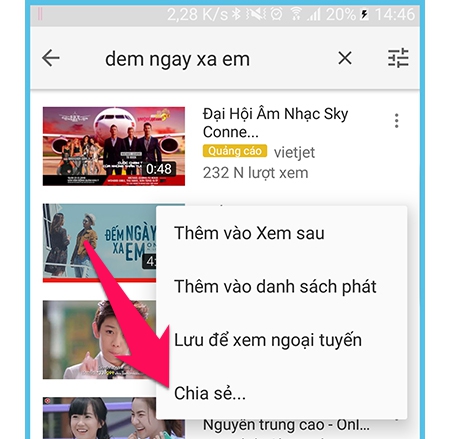 2,28 K/s 20% 14:46
dem ngay xa em
Đại Hội Âm Nhạc Sky
Conne...
Quảng cáo vietjet
232 N lượt xem
0:48
ĐẾM NGÀY
XA EM
4:
Thêm vào Xem sau
Thêm vào danh sách phát
Lưu để xem ngoại tuyến
Chia sẻ...
Nguyễn trung cao - Onl...